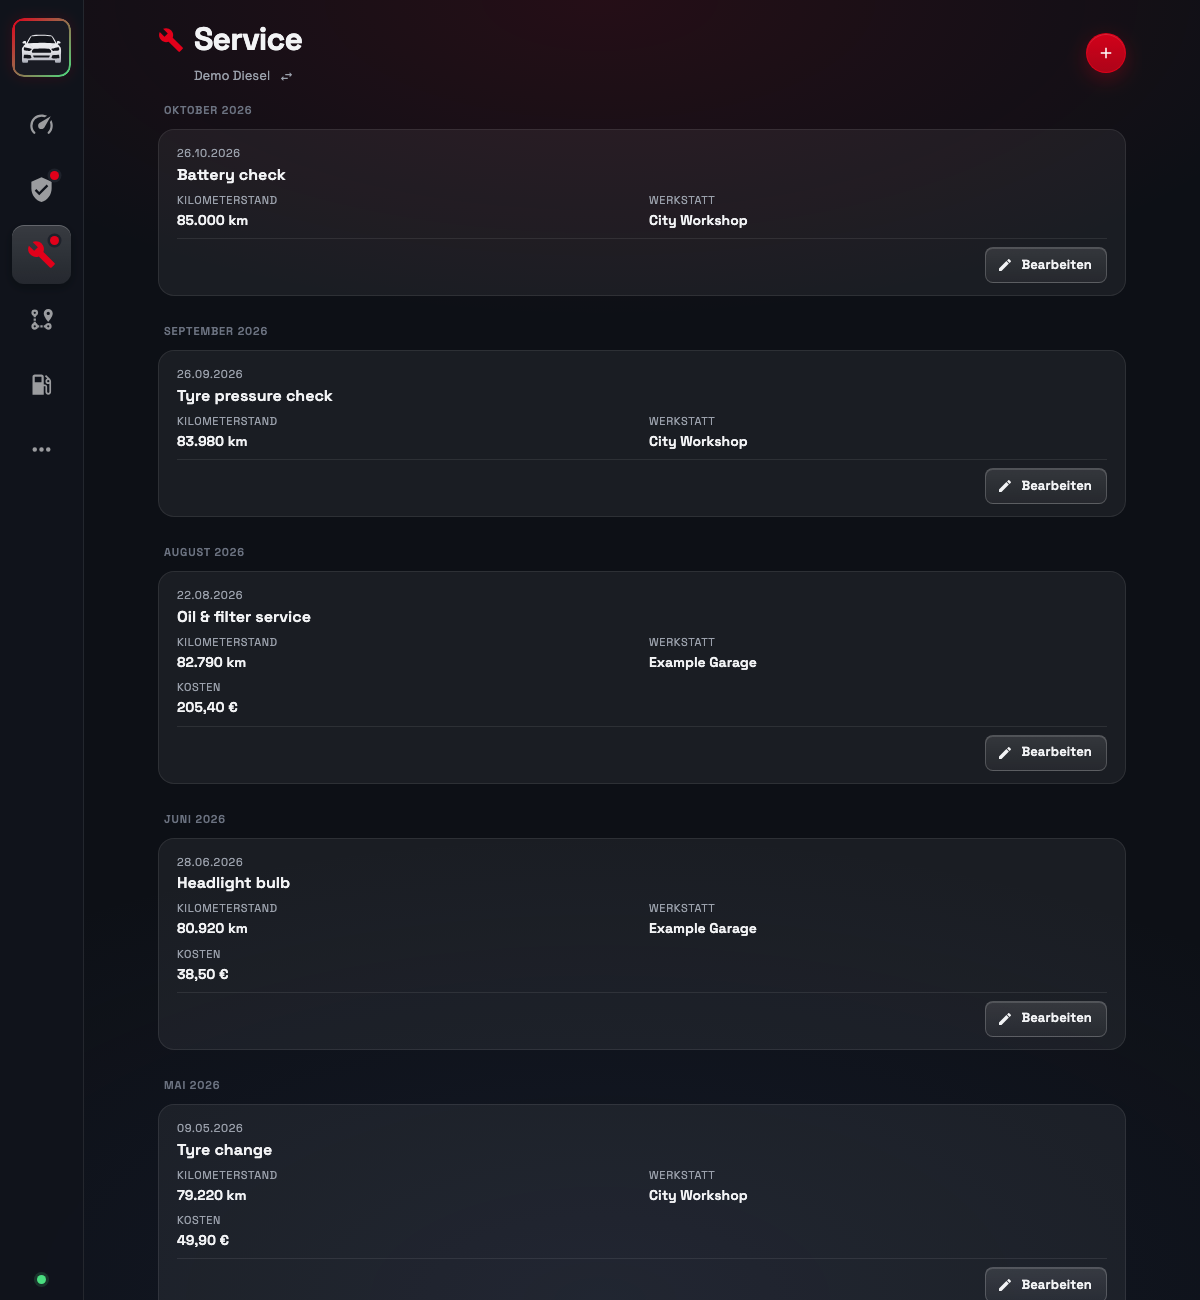 Service
Demo Diesel
OKTOBER 2026
26.10.2026
Battery check
KILOMETERSTAND WERKSTATT
85.000 km City Workshop
Bearbeiten
SEPTEMBER 2026
26.09.2026
Tyre pressure check
KILOMETERSTAND WERKSTATT
83.980 km City Workshop
Bearbeiten
AUGUST 2026
22.08.2026
Oil & filter service
KILOMETERSTAND WERKSTATT
82.790 km Example Garage
KOSTEN
205,40 €
Bearbeiten
JUNI 2026
28.06.2026
Headlight bulb
KILOMETERSTAND WERKSTATT
80.920 km Example Garage
KOSTEN
38,50 €
Bearbeiten
MAI 2026
09.05.2026
Tyre change
KILOMETERSTAND WERKSTATT
79.220 km City Workshop
KOSTEN
49,90 €
Bearbeiten